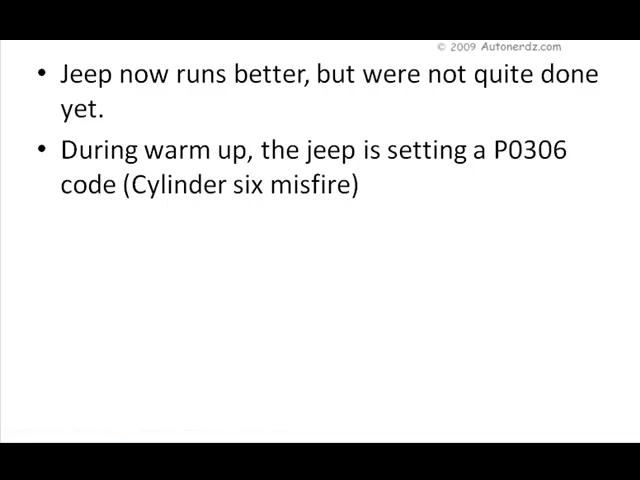 © 2009 Autonerdz.com
• Jeep now runs better, but were not quite done
yet.
• During warm up, the jeep is setting a P0306
code (Cylinder six misfire)